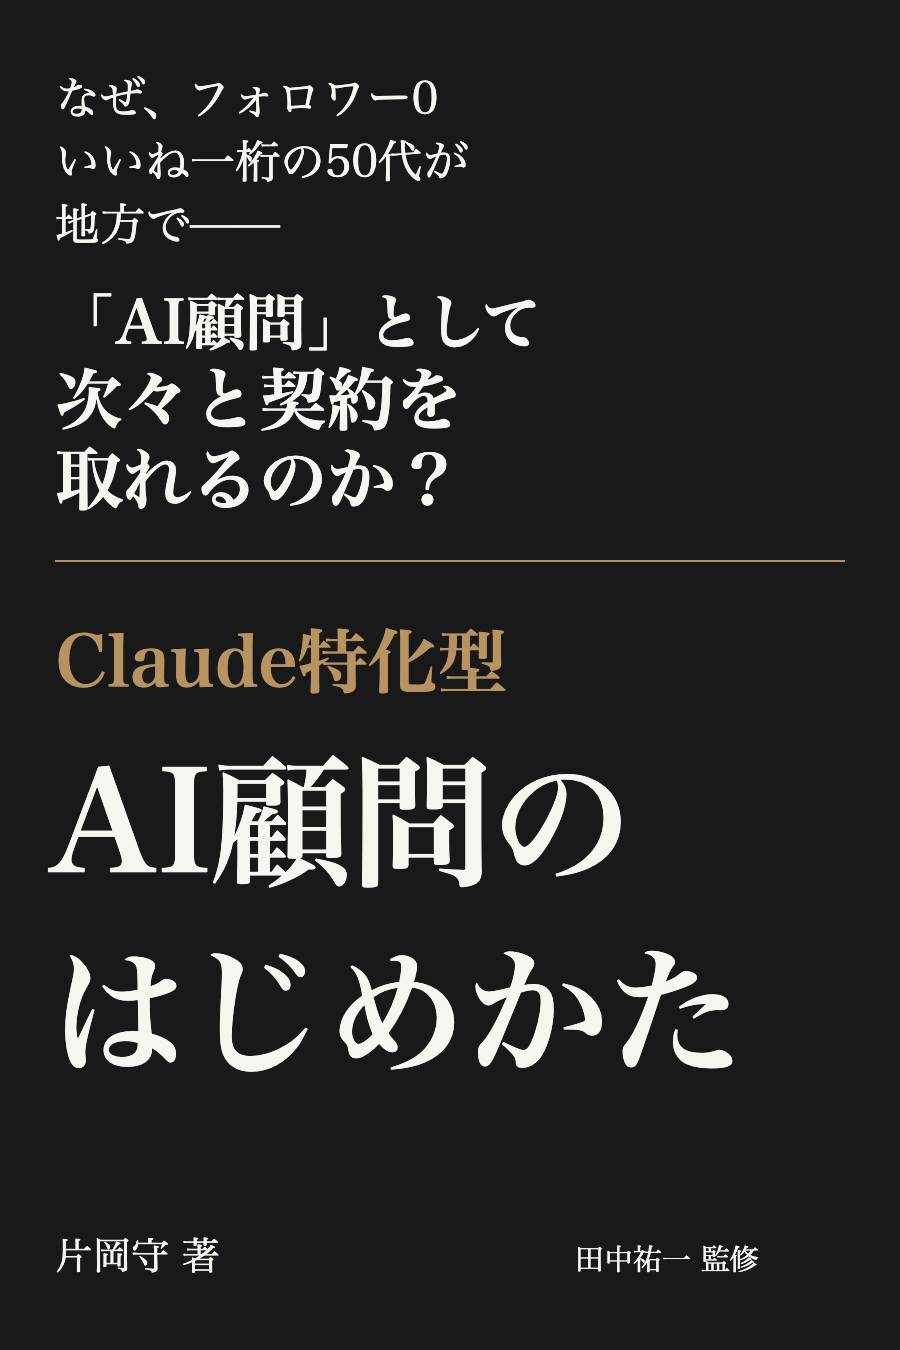 なぜ、フォロワー0
いいね一桁の50代が
地方で――
「AI顧問」として
次々と契約を
取れるのか？
Claude特化型
AI顧問の
はじめかた
片岡守 著
田中祐一 監修